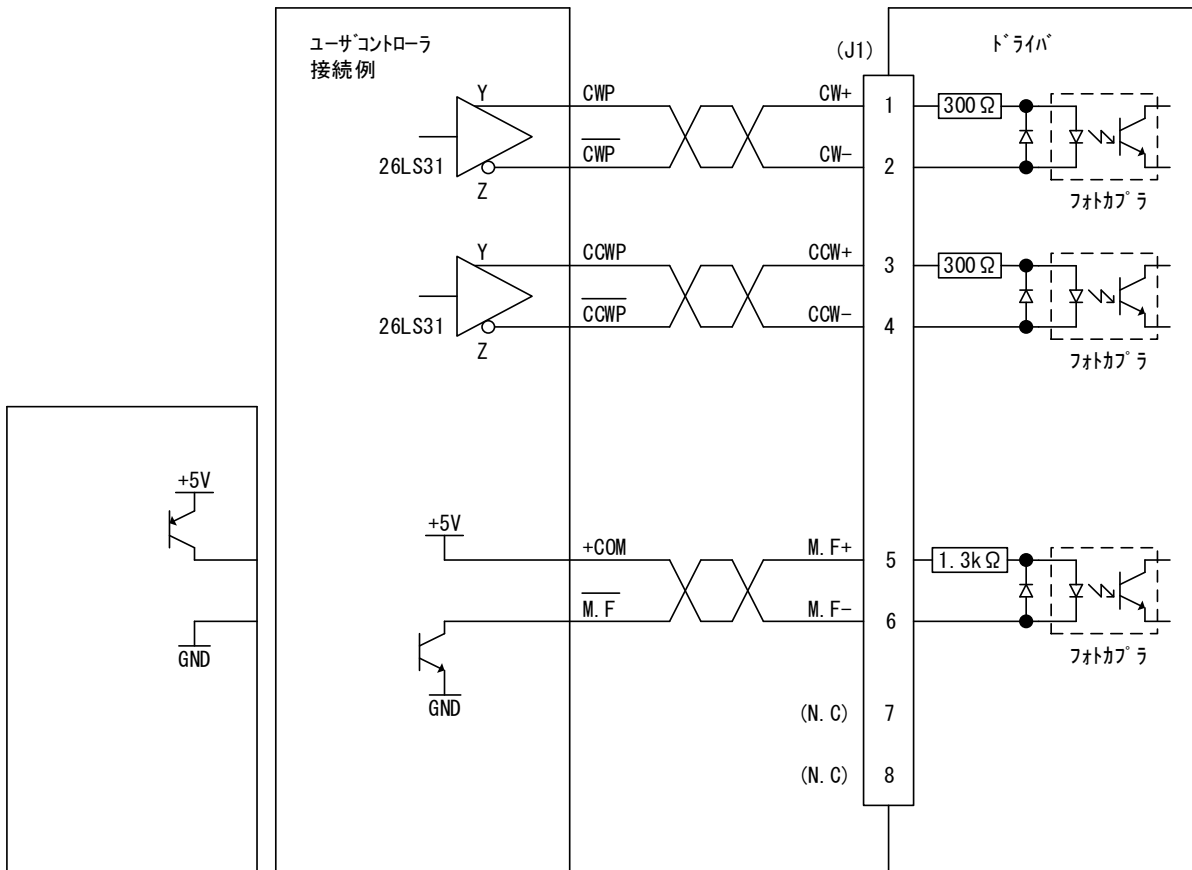 ユーザコントローラ
接続例
(J1)
ドライバ
Y
CWP
CW+
1
300Ω
26LS31
CWP
CW-
2
Z
フォトカプラ
Y
CCWP
CCW+
3
300Ω
26LS31
CCWP
CCW-
4
Z
フォトカプラ
+5V
GND
+5V
+COM
M.F+
5
1.3kΩ
M.F
M.F-
6
GND
フォトカプラ
(N.C)
7
(N.C)
8